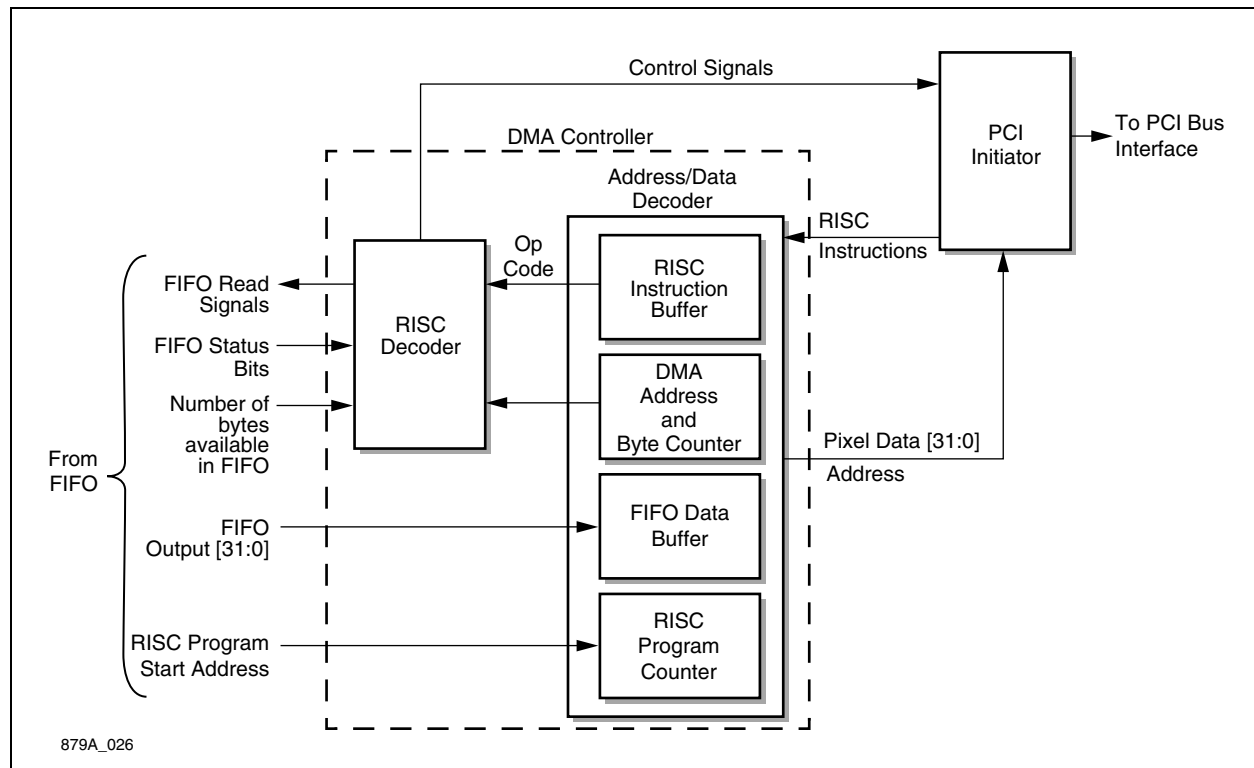 Control Signals
PCI
Initiator
To PCI Bus
Interface
DMA Controller
Address/Data
Decoder
RISC
Instructions
Op
Code
RISC
Instruction
Buffer
FIFO Read
Signals
RISC
Decoder
FIFO Status
Bits
DMA
Address
and
Byte Counter
Number of
bytes
available
in FIFO
Pixel Data [31:0]
Address
From
FIFO
FIFO
Output [31:0]
FIFO Data
Buffer
RISC Program
Start Address
RISC
Program
Counter
879A_026